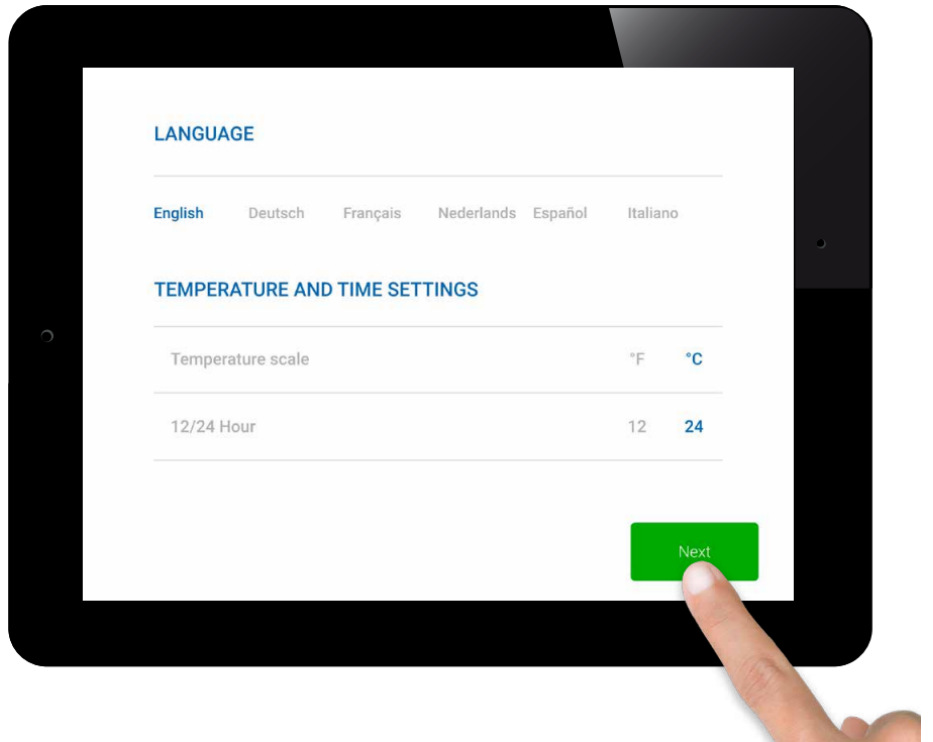 LANGUAGE
English Deutsch Français Nederlands Español Italiano
TEMPERATURE AND TIME SETTINGS
Temperature scale °F °C
12/24 Hour 12 24
Next